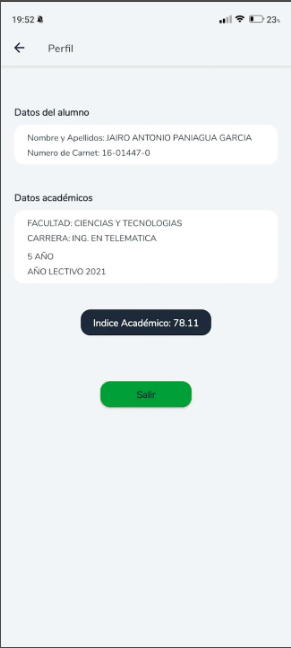 19:52
23
Perfil
Datos del alumno
Nombre y Apellidos: JAIRO ANTONIO PANIAGUA GARCIA
Numero de Carnet: 16-01447-0
Datos académicos
FACULTAD: CIENCIAS Y TECNOLOGIAS
CARRERA: ING. EN TELEMATICA
5 AÑO
AÑO LECTIVO 2021
Indice Académico: 78.11
Salir